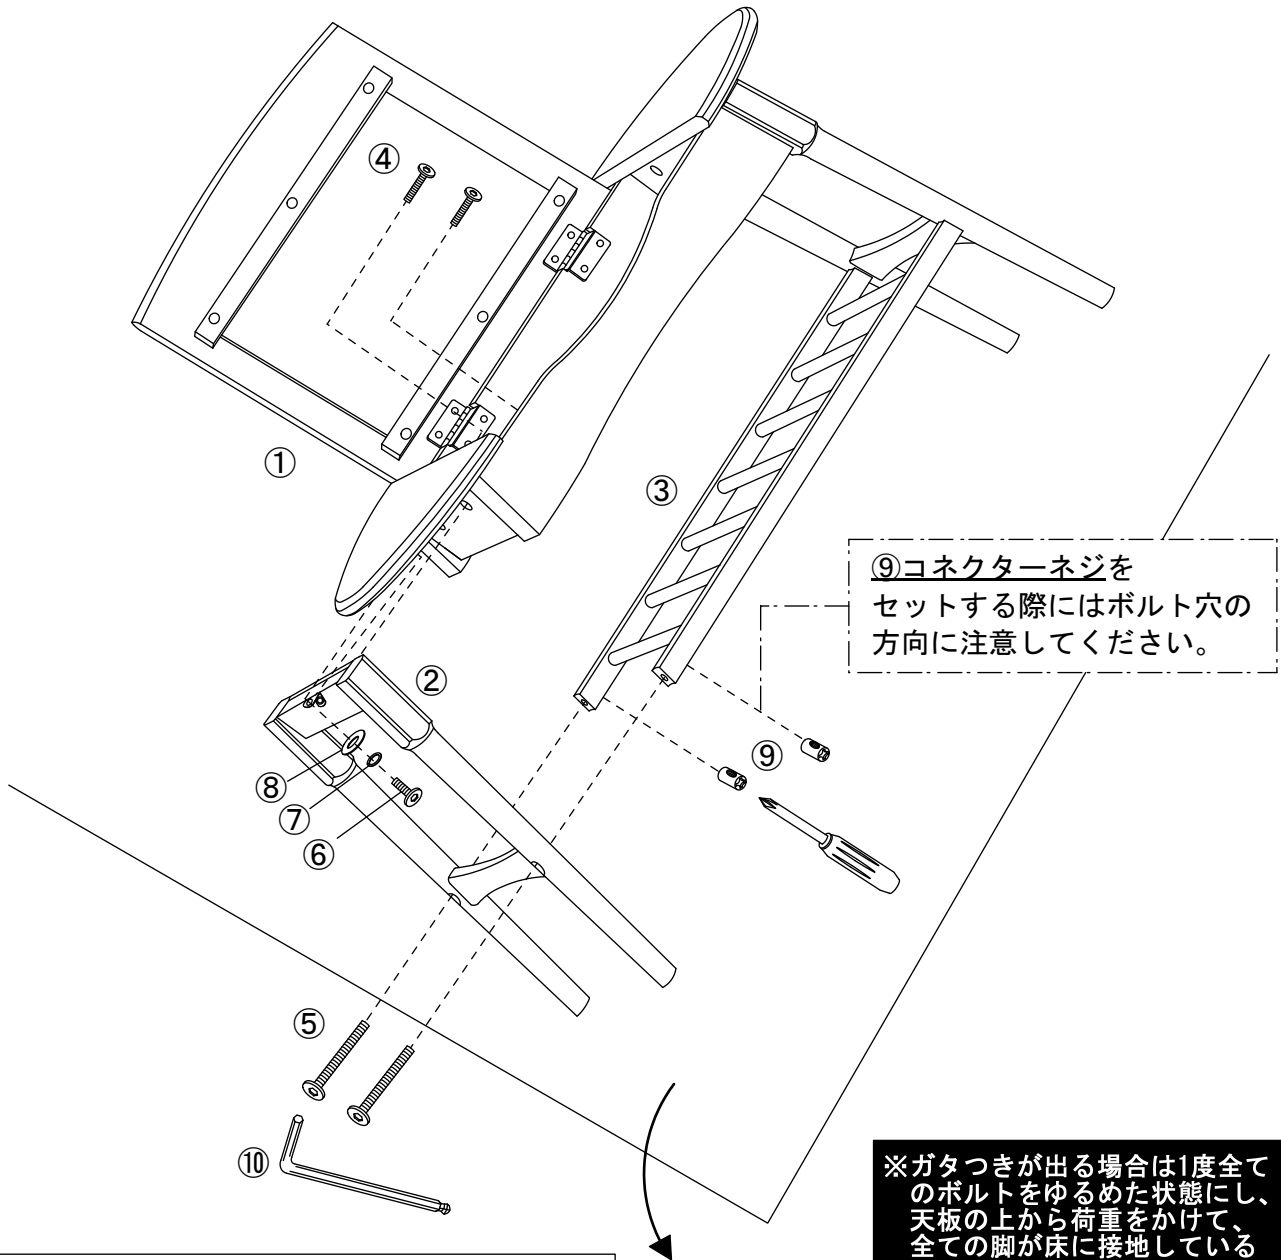 ④
①
③
⑨コネクターネジを
セットする際にはボルト穴の
方向に注意してください。
②
⑨
⑧
⑦
⑥
⑤
⑩
※ガタつきが出る場合は1度全て
のボルトをゆるめた状態にし、
天板の上から荷重をかけて、
全ての脚が床に接地している